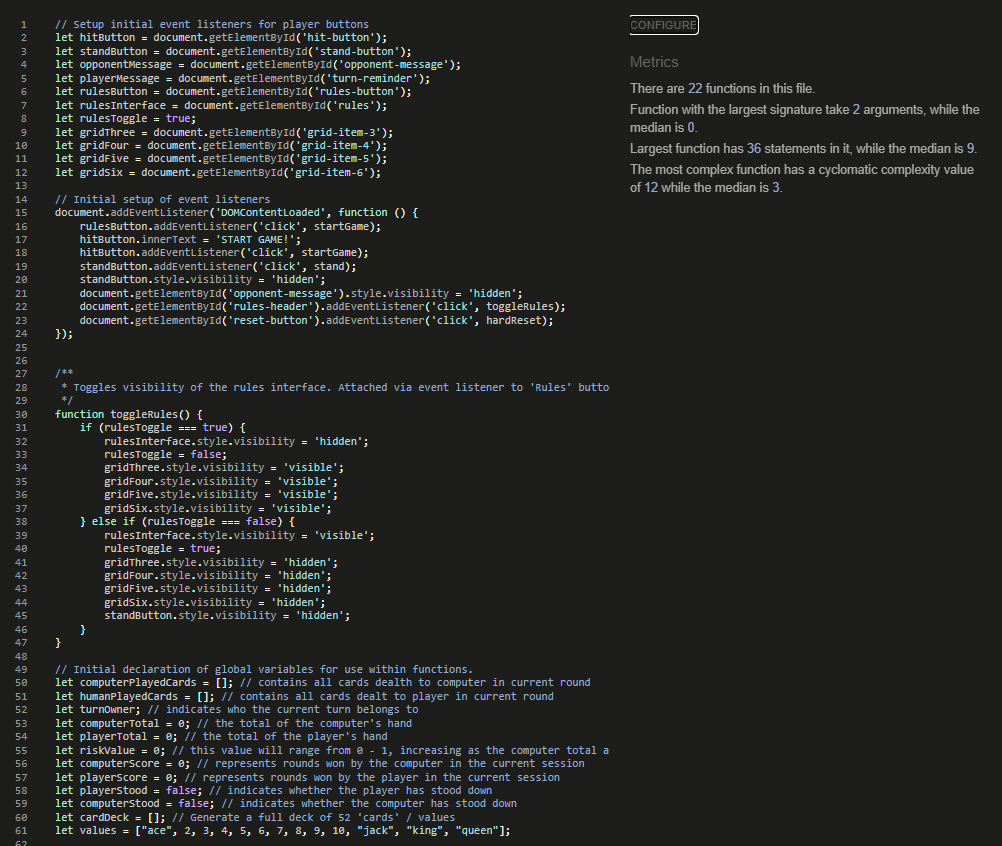 1 // Setup initial event listeners for player buttons
2 let hitButton = document.getElementById('hit-button');
3 let standButton = document.getElementById('stand-button');
4 let opponentMessage = document.getElementById('opponent-message');
5 let playerMessage = document.getElementById('turn-reminder');
6 let rulesButton = document.getElementById('rules-button');
7 let rulesInterface = document.getElementById('rules');
8 let rulesToggle = true;
9 let gridThree = document.getElementById('grid-item-3');
10 let gridFour = document.getElementById('grid-item-4');
11 let gridFive = document.getElementById('grid-item-5');
12 let gridSix = document.getElementById('grid-item-6');
13
14 // Initial setup of event listeners
15 document.addEventListener('DOMContentLoaded', function () {
16     rulesButton.addEventListener('click', startGame);
17     hitButton.innerText = 'START GAME!';
18     hitButton.addEventListener('click', startGame);
19     standButton.addEventListener('click', stand);
20     standButton.style.visibility = 'hidden';
21     document.getElementById('opponent-message').style.visibility = 'hidden';
22     document.getElementById('rules-header').addEventListener('click', toggleRules);
23     document.getElementById('reset-button').addEventListener('click', hardReset);
24 });
25
26
27 /**
28  * Toggles visibility of the rules interface. Attached via event listener to 'Rules' butto
29  */
30 function toggleRules() {
31     if (rulesToggle === true) {
32         rulesInterface.style.visibility = 'hidden';
33         rulesToggle = false;
34         gridThree.style.visibility = 'visible';
35         gridFour.style.visibility = 'visible';
36         gridFive.style.visibility = 'visible';
37         gridSix.style.visibility = 'visible';
38     } else if (rulesToggle === false) {
39         rulesInterface.style.visibility = 'visible';
40         rulesToggle = true;
41         gridThree.style.visibility = 'hidden';
42         gridFour.style.visibility = 'hidden';
43         gridFive.style.visibility = 'hidden';
44         gridSix.style.visibility = 'hidden';
45         standButton.style.visibility = 'hidden';
46     }
47 }
48
49 // Initial declaration of global variables for use within functions.
50 let computerPlayedCards = []; // contains all cards dealth to computer in current round
51 let humanPlayedCards = []; // contains all cards dealt to player in current round
52 let turnOwner; // indicates who the current turn belongs to
53 let computerTotal = 0; // the total of the computer's hand
54 let playerTotal = 0; // the total of the player's hand
55 let riskValue = 0; // this value will range from 0 - 1, increasing as the computer total a
56 let computerScore = 0; // represents rounds won by the computer in the current session
57 let playerScore = 0; // represents rounds won by the player in the current session
58 let playerStood = false; // indicates whether the player has stood down
59 let computerStood = false; // indicates whether the computer has stood down
60 let cardDeck = []; // Generate a full deck of 52 'cards' / values
61 let values = ["ace", 2, 3, 4, 5, 6, 7, 8, 9, 10, "jack", "king", "queen"];
62
CONFIGURE
Metrics
There are 22 functions in this file.
Function with the largest signature take 2 arguments, while the
median is 0.
Largest function has 36 statements in it, while the median is 9.
The most complex function has a cyclomatic complexity value
of 12 while the median is 3.